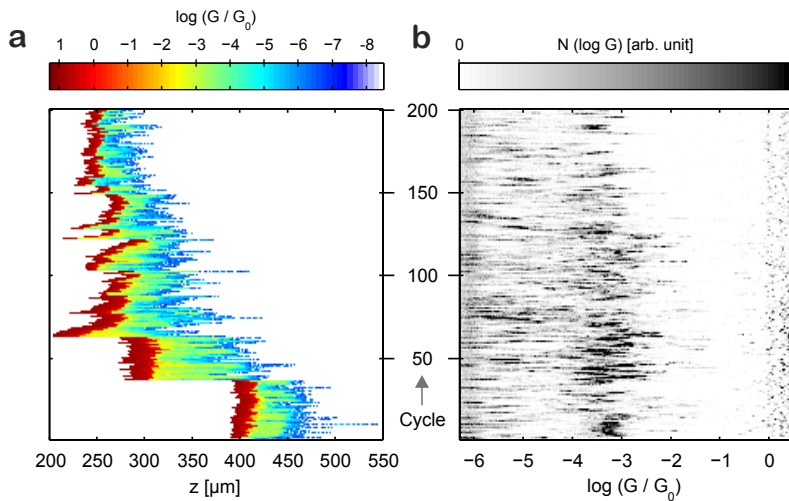 a
log (G / G0)
1 0 −1 −2 −3 −4 −5 −6 −7 -8
200 250 300 350 400 450 500 550
z [µm]
b
0 N (log G) [arb. unit]
200
150
100
50
Cycle
−6 −5 −4 −3 −2 −1 0
log (G / G0)